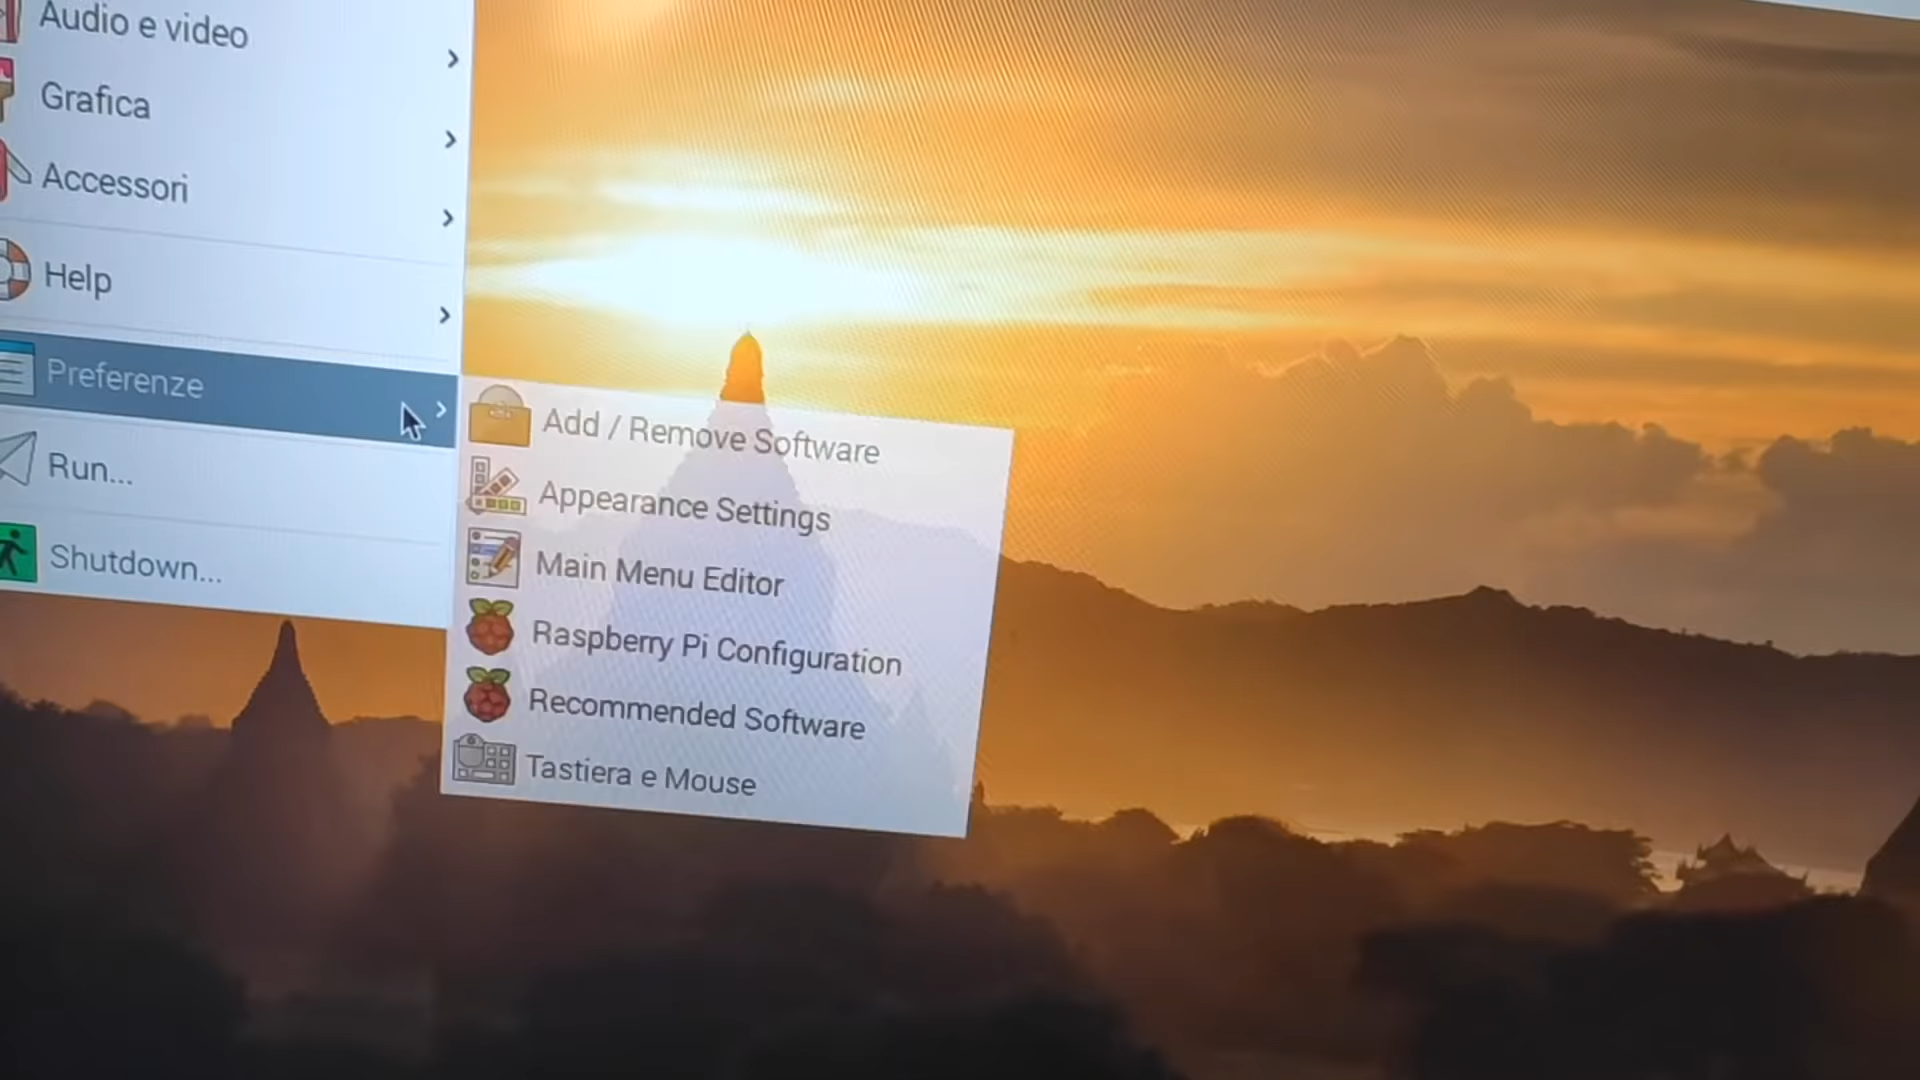 Audio e video
Grafica
Accessori
Help
Preferenze
Run...
Shutdown...
Add / Remove Software
Appearance Settings
Main Menu Editor
Raspberry Pi Configuration
Recommended Software
Tastiera e Mouse